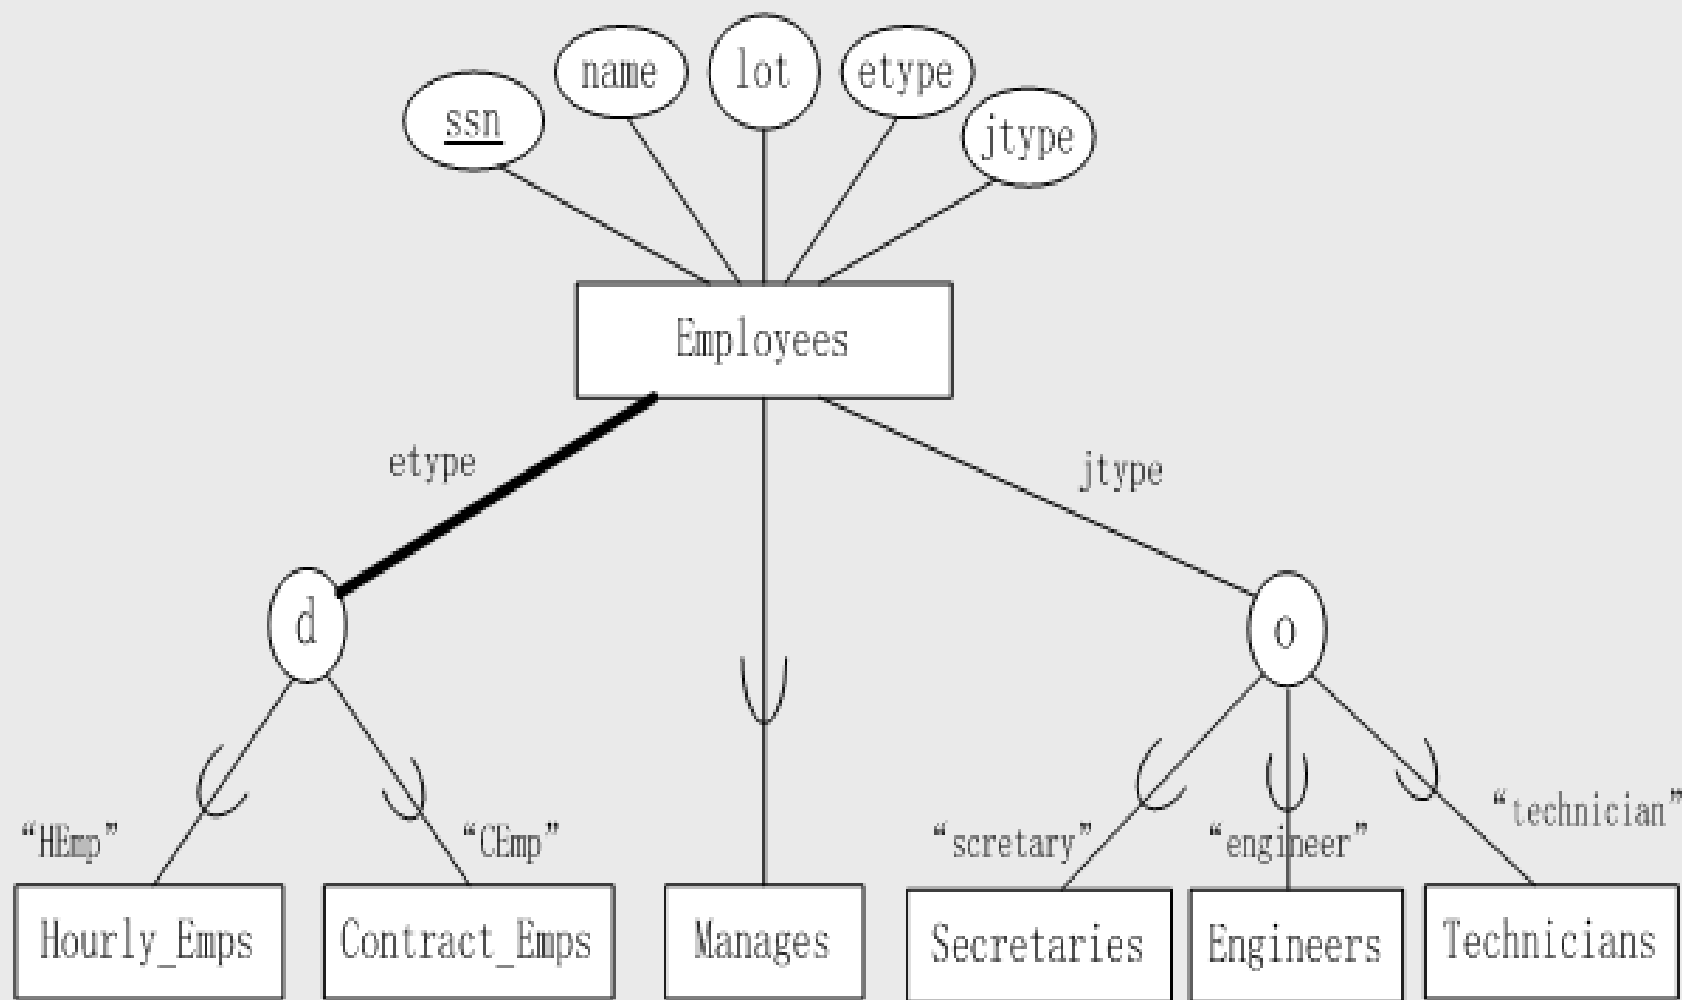 ssn
name
lot
etype
jtype
Employees
etype
jtype
d
o
“HEmp”
“CEmp”
“scretary”
“engineer”
“technician”
Hourly_Emps
Contract_Emps
Manages
Secretaries
Engineers
Technicians